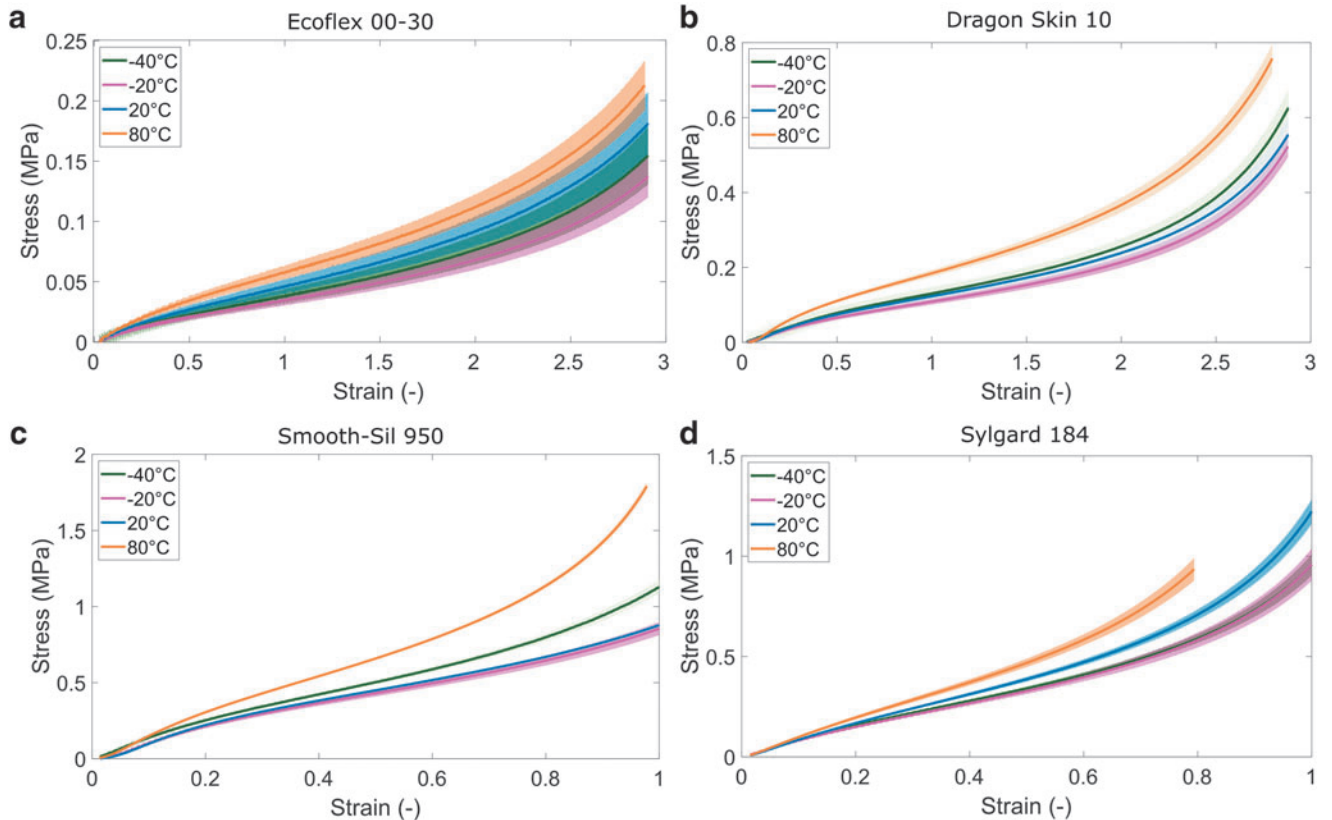 a
Ecoflex 00-30
0.25
0.2
0.15
0.1
0.05
0
Stress (MPa)
-40°C
-20°C
20°C
80°C
0 0.5 1 1.5 2 2.5 3
Strain (-)
b
Dragon Skin 10
0.8
0.6
0.4
0.2
0
Stress (MPa)
-40°C
-20°C
20°C
80°C
0 0.5 1 1.5 2 2.5 3
Strain (-)
c
Smooth-Sil 950
2
1.5
1
0.5
0
Stress (MPa)
-40°C
-20°C
20°C
80°C
0 0.2 0.4 0.6 0.8 1
Strain (-)
d
Sylgard 184
1.5
1
0.5
0
Stress (MPa)
-40°C
-20°C
20°C
80°C
0 0.2 0.4 0.6 0.8 1
Strain (-)